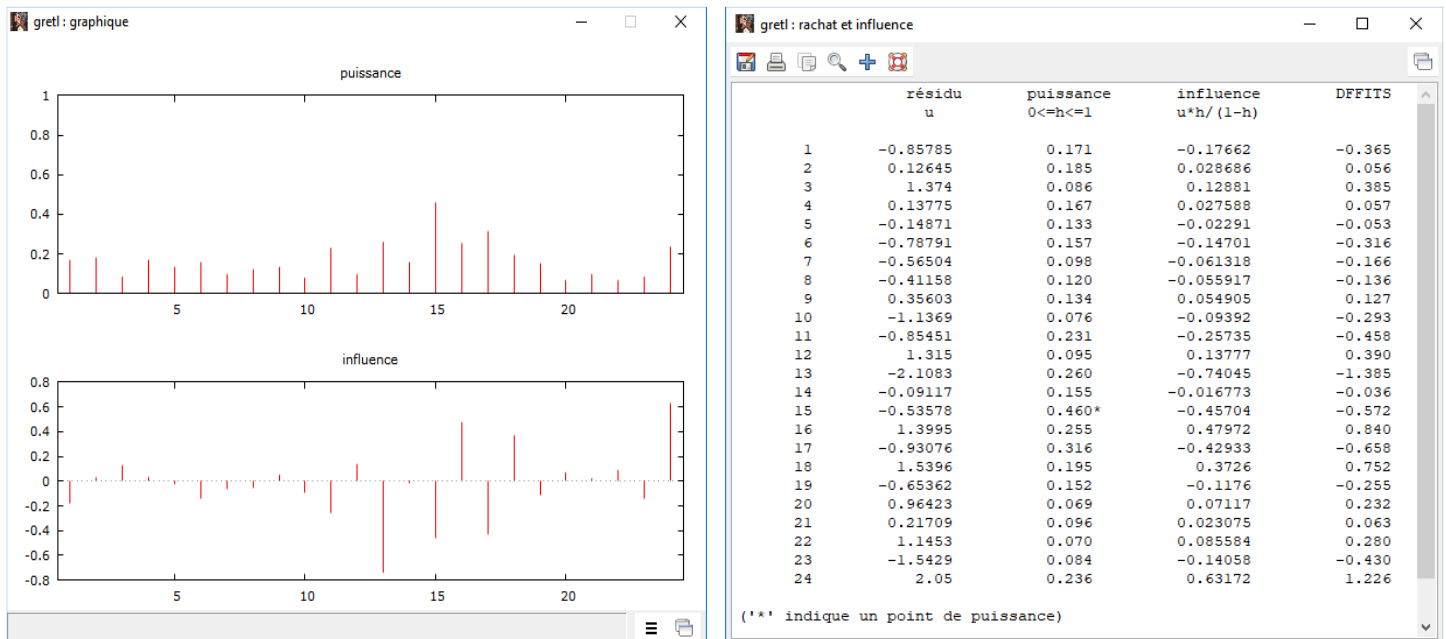 gretl : graphique
puissance
1
0.8
0.6
0.4
0.2
0
5 10 15 20
influence
0.8
0.6
0.4
0.2
0
-0.2
-0.4
-0.6
-0.8
5 10 15 20
gretl : rachat et influence
résidu puissance influence DFFITS
u 0<=h<=1 u*h/(1-h)
1 -0.85785 0.171 -0.17662 -0.365
2 0.12645 0.185 0.028686 0.056
3 1.374 0.086 0.12881 0.385
4 0.13775 0.167 0.027588 0.057
5 -0.14871 0.133 -0.02291 -0.053
6 -0.78791 0.157 -0.14701 -0.316
7 -0.56504 0.098 -0.061318 -0.166
8 -0.41158 0.120 -0.055917 -0.136
9 0.35603 0.134 0.054905 0.127
10 -1.1369 0.076 -0.09392 -0.293
11 -0.85451 0.231 -0.25735 -0.458
12 1.315 0.095 0.13777 0.390
13 -2.1083 0.260 -0.74045 -1.385
14 -0.09117 0.155 -0.016773 -0.036
15 -0.53578 0.460* -0.45704 -0.572
16 1.3995 0.255 0.47972 0.840
17 -0.93076 0.316 -0.42933 -0.658
18 1.5396 0.195 0.3726 0.752
19 -0.65362 0.152 -0.1176 -0.255
20 0.96423 0.069 0.07117 0.232
21 0.21709 0.096 0.023075 0.063
22 1.1453 0.070 0.085584 0.280
23 -1.5429 0.084 -0.14058 -0.430
24 2.05 0.236 0.63172 1.226
('*' indique un point de puissance)